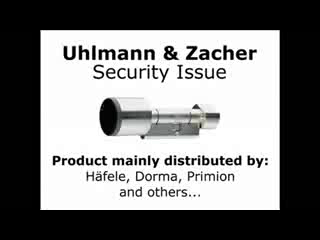 Uhlmann & Zacher
Security Issue
Product mainly distributed by:
Häfele, Dorma, Primion
and others...